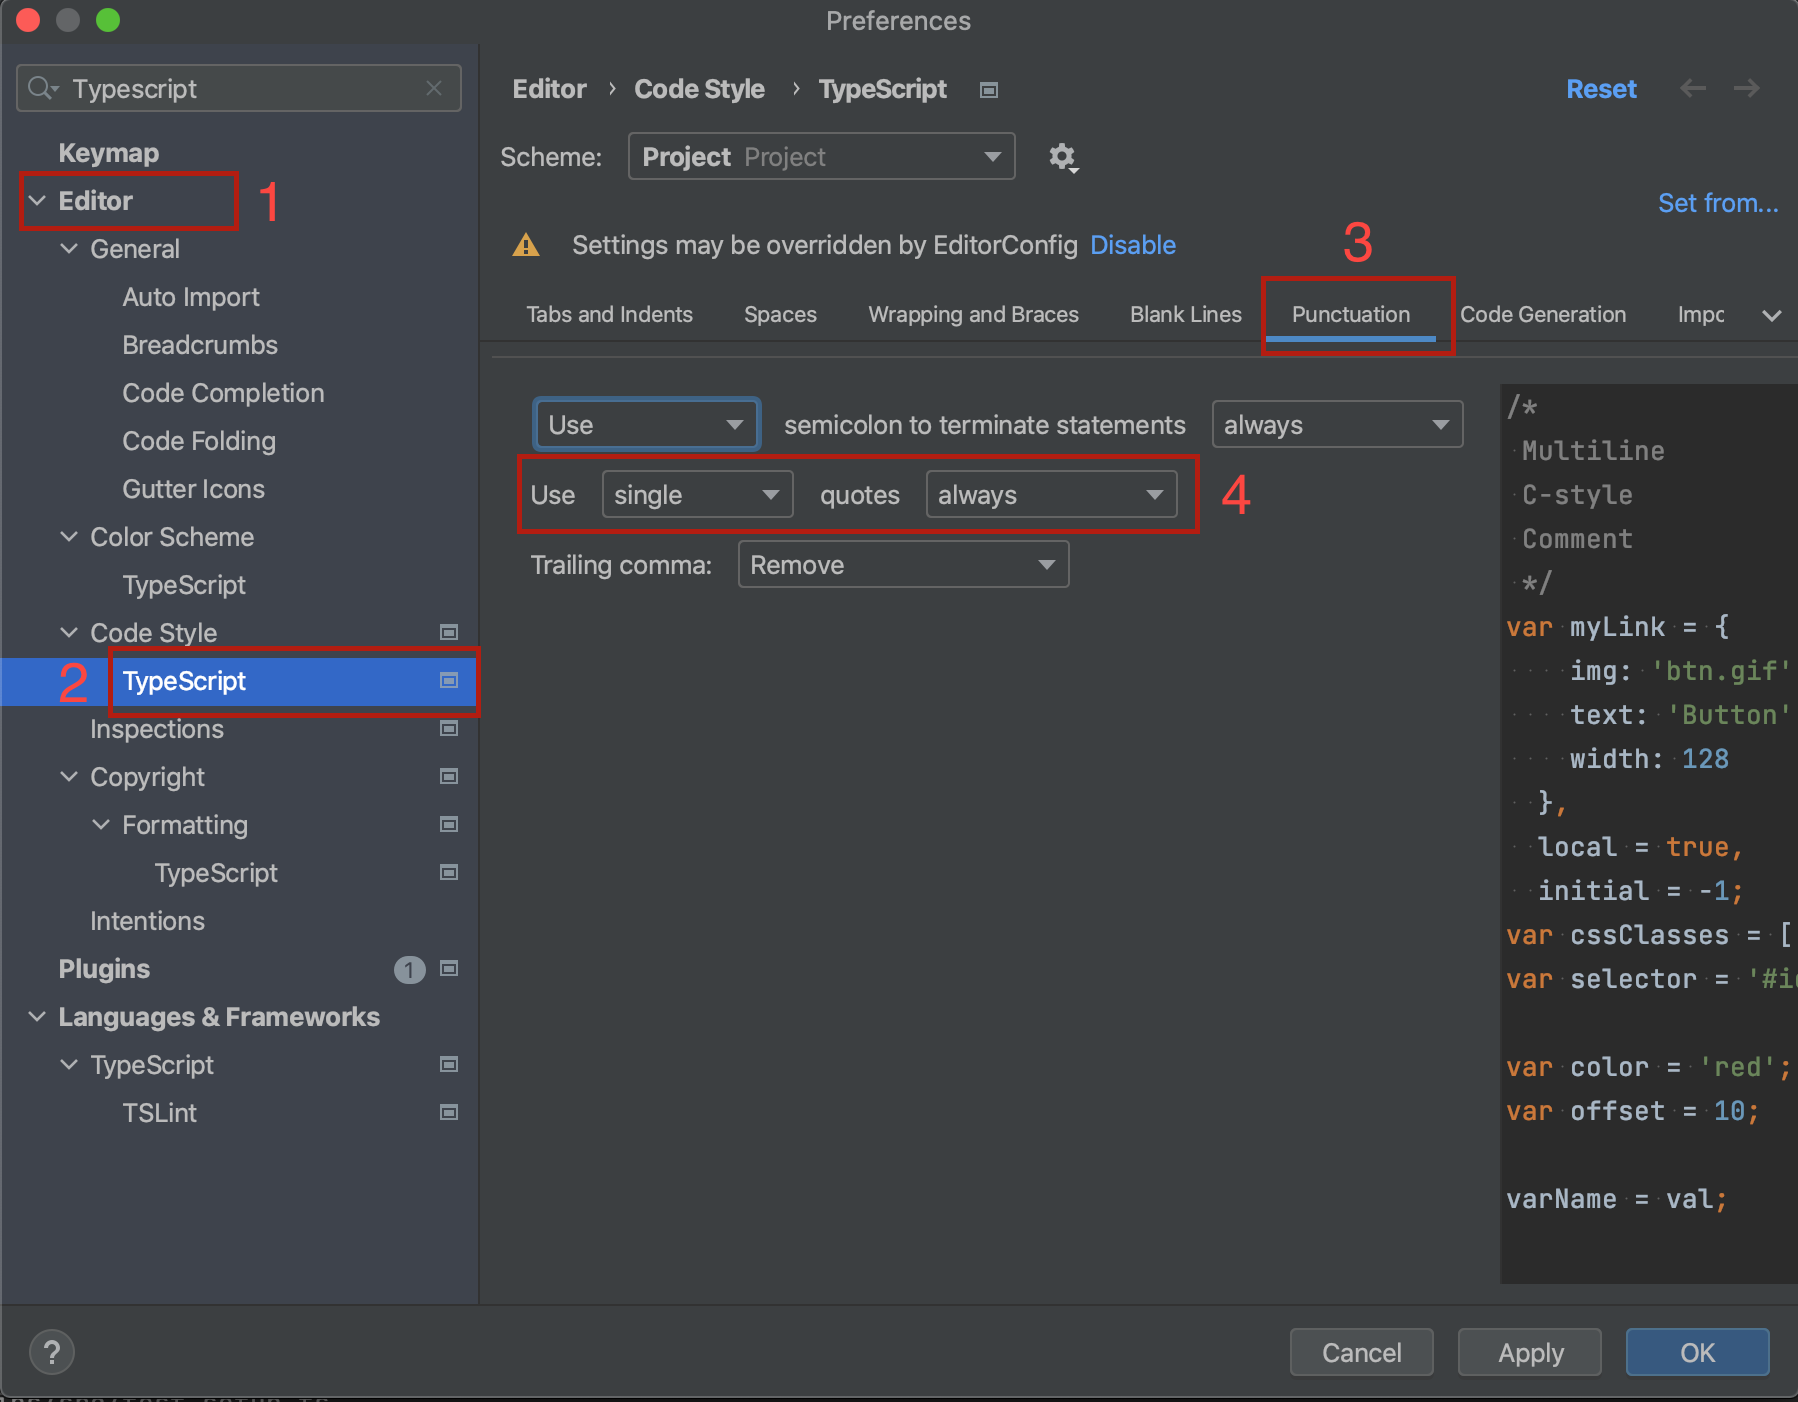 Preferences
Typescript
Keymap
Editor
1
General
Auto Import
Breadcrumbs
Code Completion
Code Folding
Gutter Icons
Color Scheme
TypeScript
Code Style
2
TypeScript
Inspections
Copyright
Formatting
TypeScript
Intentions
Plugins
1
Languages & Frameworks
TypeScript
TSLint
Editor › Code Style › TypeScript
Reset
Scheme: Project Project
Set from...
Settings may be overridden by EditorConfig Disable
3
Tabs and Indents Spaces Wrapping and Braces Blank Lines Punctuation Code Generation Impo
Use semicolon to terminate statements always
Use single quotes always
4
Trailing comma: Remove
/*
Multiline
C-style
Comment
*/
var myLink = {
img: 'btn.gif'
text: 'Button'
width: 128
},
local = true,
initial = -1;
var cssClasses = [
var selector = '#i
var color = 'red';
var offset = 10;
varName = val;
?
Cancel Apply OK